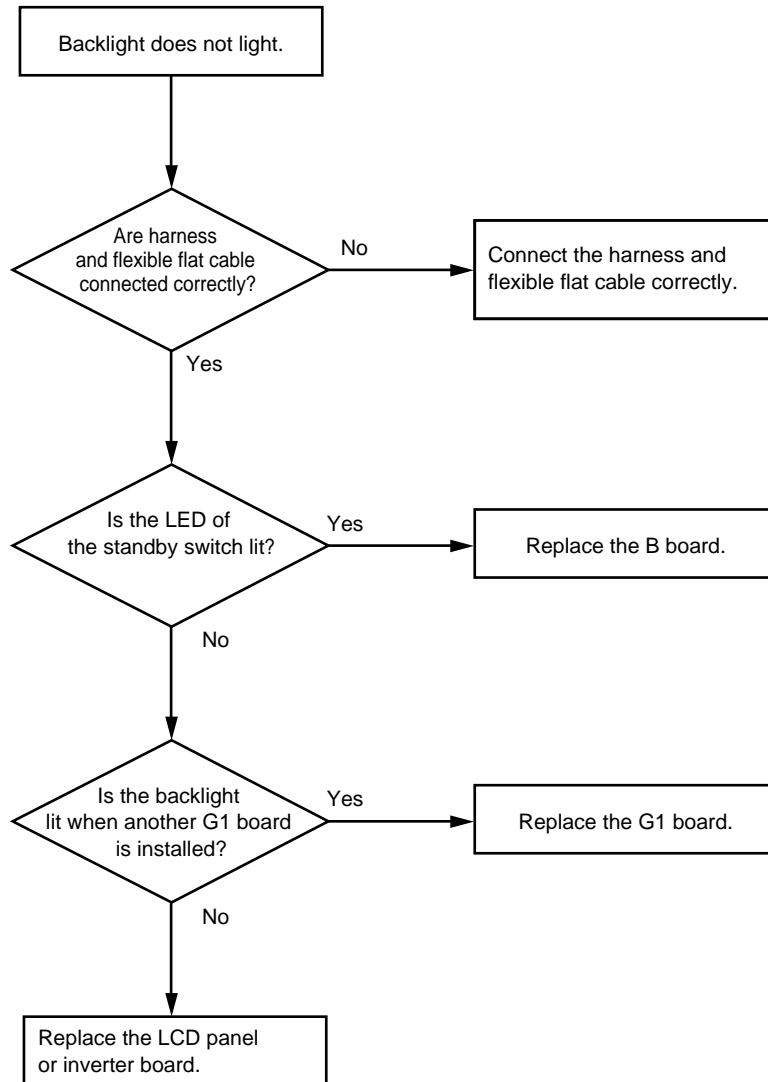 Backlight does not light.
Are harness
and flexible flat cable
connected correctly?
No
Connect the harness and
flexible flat cable correctly.
Yes
Is the LED of
the standby switch lit?
Yes
Replace the B board.
No
Is the backlight
lit when another G1 board
is installed?
Yes
Replace the G1 board.
No
Replace the LCD panel
or inverter board.